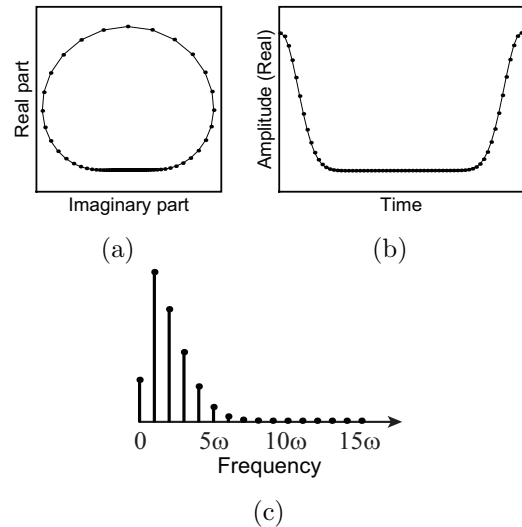 Real part
Imaginary part
(a)
Amplitude (Real)
Time
(b)
0 5ω 10ω 15ω
Frequency
(c)